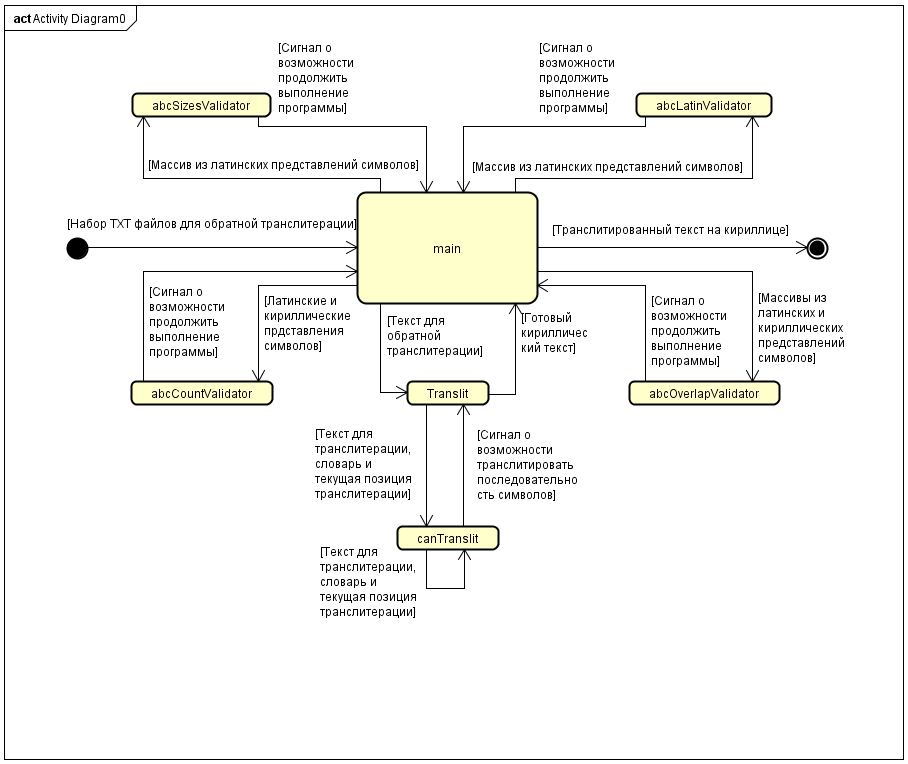 act Activity Diagram0
[Сигнал о
возможности
продолжить
выполнение
программы]
[Сигнал о
возможности
продолжить
выполнение
программы]
abcSizesValidator
abcLatinValidator
[Массив из латинских представлений символов]
[Массив из латинских представлений символов]
[Набор TXT файлов для обратной транслитерации]
main
[Транслитированный текст на кириллице]
[Сигнал о
возможности
продолжить
выполнение
программы]
[Латинские и
кириллические
прдставления
символов]
[Текст для
обратной
транслитерации]
[Готовый
кирилличес
кий текст]
[Сигнал о
возможности
продолжить
выполнение
программы]
[Массивы из
латинских и
кириллических
представлений
символов]
abcCountValidator
Translit
abcOverlapValidator
[Текст для
транслитерации,
словарь и
текущая позиция
транслитерации]
[Сигнал о
возможности
транслитировать
последовательно
сть символов]
canTranslit
[Текст для
транслитерации,
словарь и
текущая позиция
транслитерации]